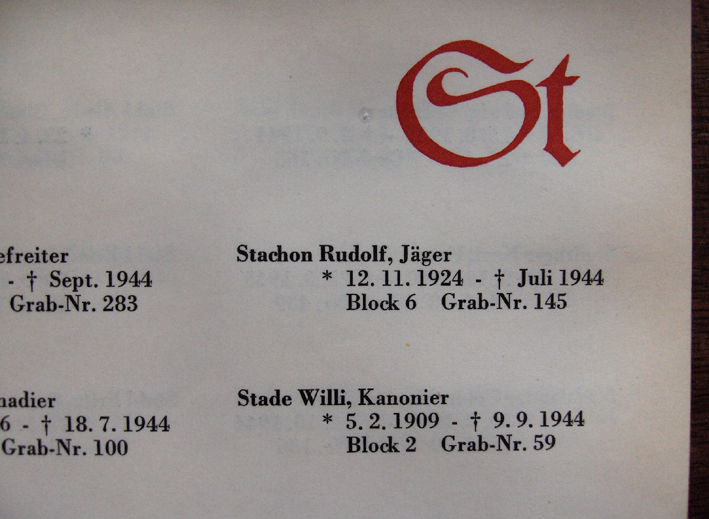 St
efreiter
- † Sept. 1944
Grab-Nr. 283
adier
6 - † 18. 7. 1944
Grab-Nr. 100
Stachon Rudolf, Jäger
* 12. 11. 1924 - † Juli 1944
Block 6 Grab-Nr. 145
Stade Willi, Kanonier
* 5. 2. 1909 - † 9. 9. 1944
Block 2 Grab-Nr. 59